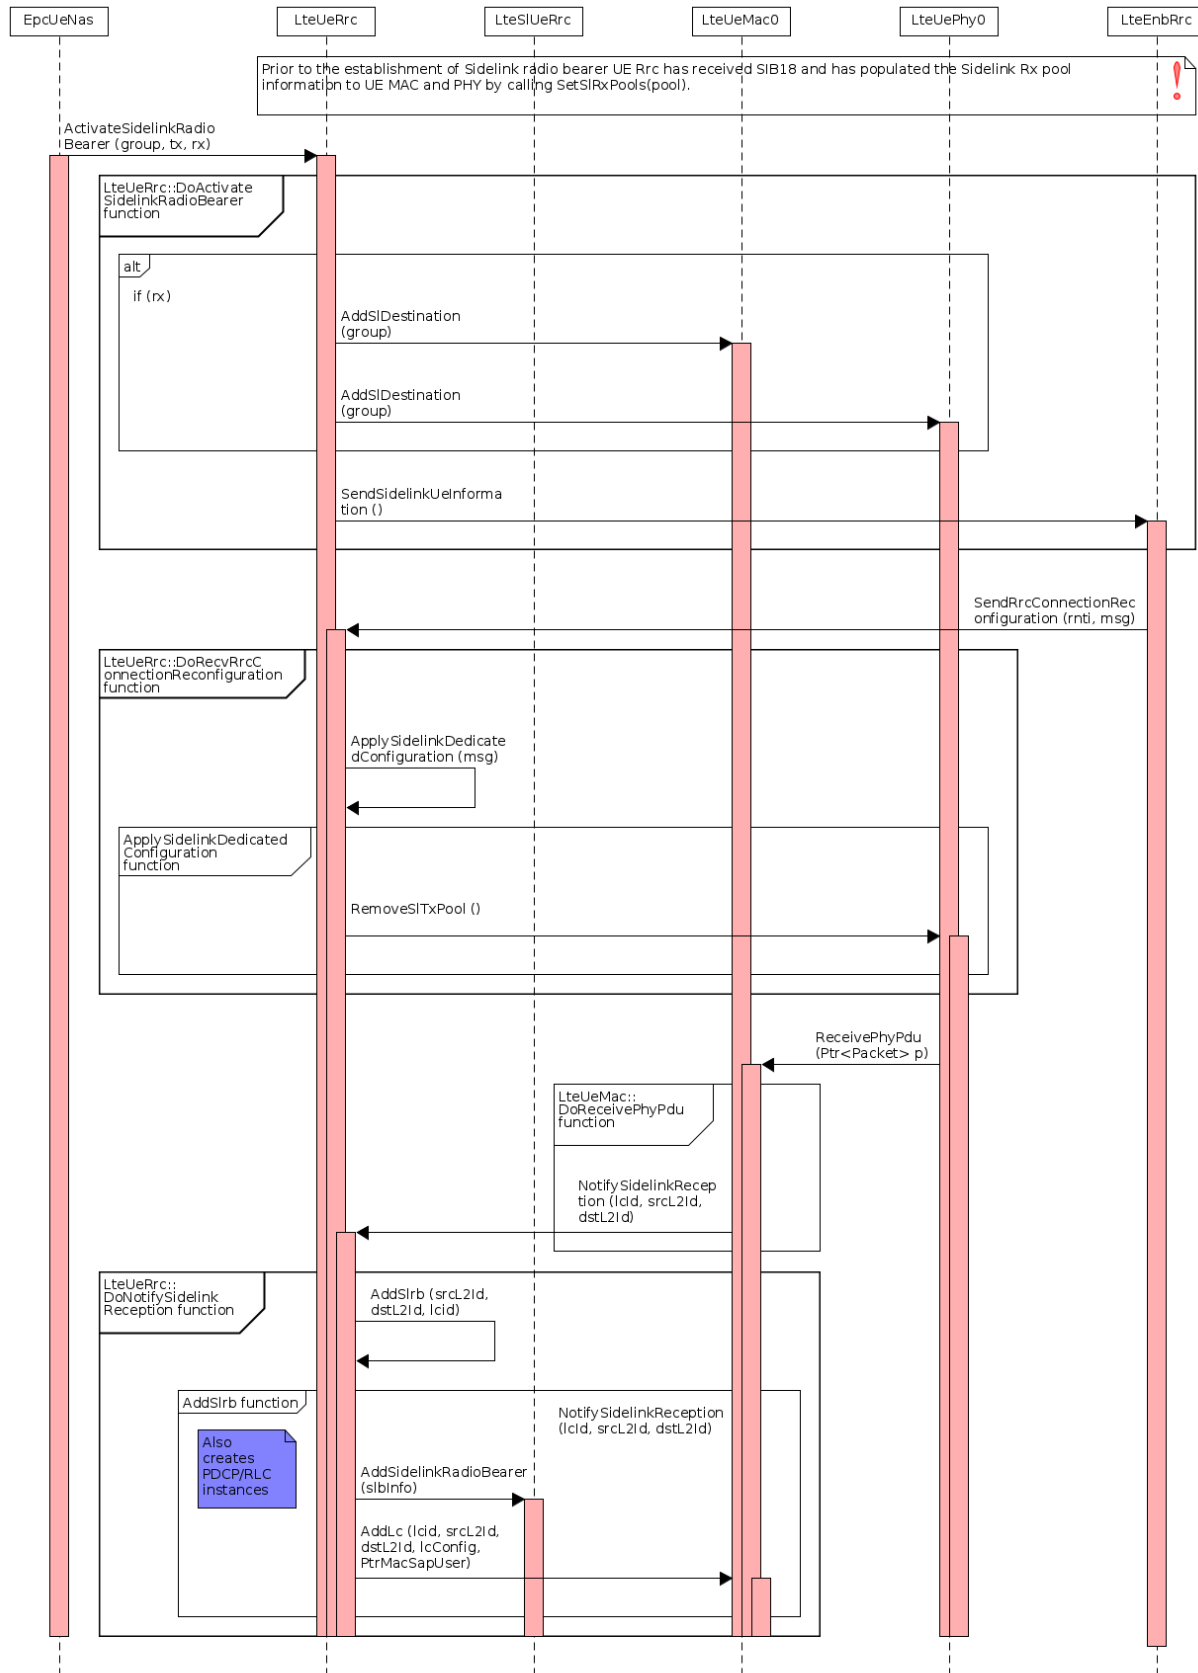 EpcUeNas
LteUeRrc
LteSlUeRrc
LteUeMac0
LteUePhy0
LteEnbRrc
Prior to the establishment of Sidelink radio bearer UE Rrc has received SIB18 and has populated the Sidelink Rx pool
information to UE MAC and PHY by calling SetSlRxPools(pool).
!
ActivateSidelinkRadio
Bearer (group, tx, rx)
LteUeRrc::DoActivate
SidelinkRadioBearer
function
alt
if (rx)
AddSlDestination
(group)
AddSlDestination
(group)
SendSidelinkUeInforma
tion ()
SendRrcConnectionRec
onfiguration (rnti, msg)
LteUeRrc::DoRecvRrcC
onnectionReconfiguration
function
ApplySidelinkDedicate
dConfiguration (msg)
ApplySidelinkDedicated
Configuration
function
RemoveSlTxPool ()
ReceivePhyPdu
(Ptr<Packet> p)
LteUeMac::
DoReceivePhyPdu
function
NotifySidelinkRecep
tion (lcId, srcL2Id,
dstL2Id)
LteUeRrc::
DoNotifySidelink
Reception function
AddSlrb (srcL2Id,
dstL2Id, lcid)
AddSlrb function
NotifySidelinkReception
(lcId, srcL2Id, dstL2Id)
Also
creates
PDCP/RLC
instances
AddSidelinkRadioBearer
(slbInfo)
AddLc (lcid, srcL2Id,
dstL2Id, lcConfig,
PtrMacSapUser)